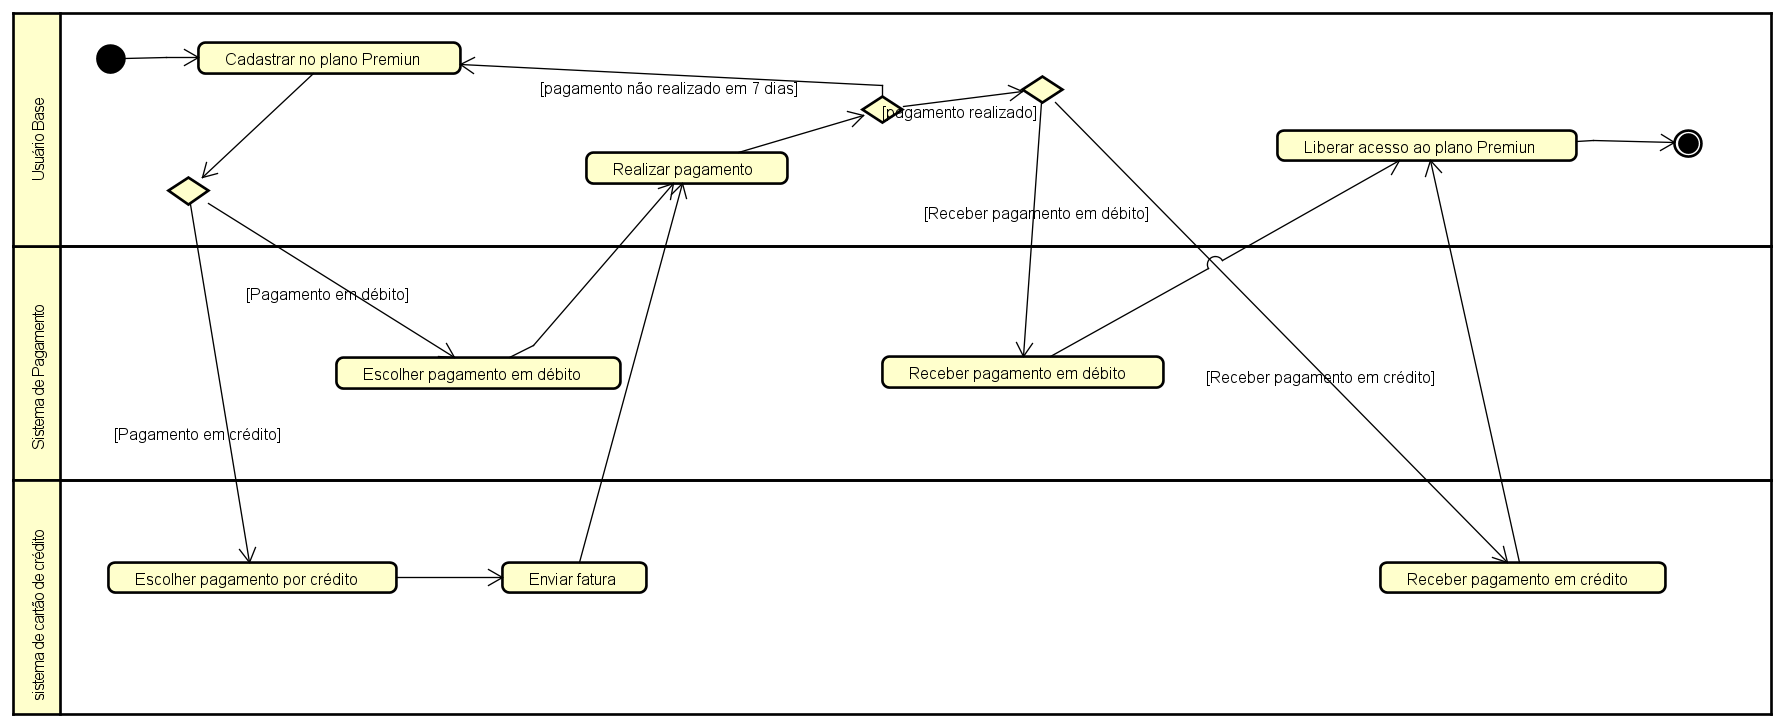 Usuário Base
Cadastrar no plano Premiun
[pagamento não realizado em 7 dias]
[pagamento realizado]
Realizar pagamento
Liberar acesso ao plano Premiun
[Receber pagamento em débito]
Sistema de Pagamento
[Pagamento em débito]
Escolher pagamento em débito
Receber pagamento em débito
[Receber pagamento em crédito]
[Pagamento em crédito]
sistema de cartão de crédito
Escolher pagamento por crédito
Enviar fatura
Receber pagamento em crédito